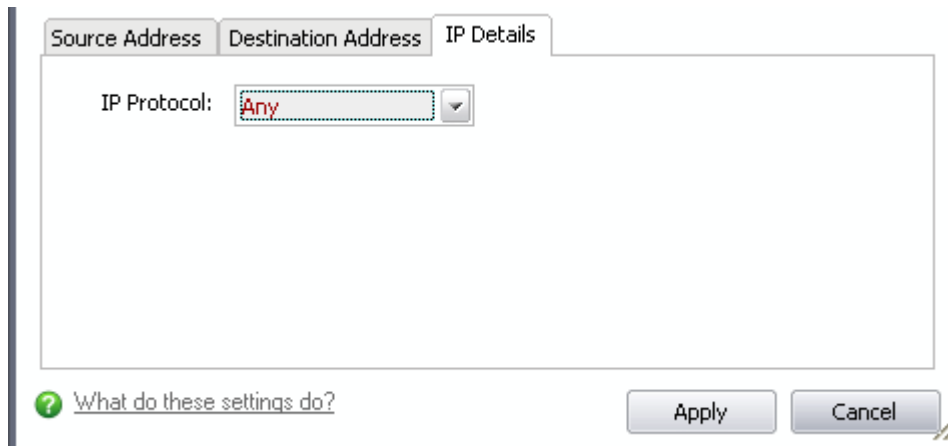 Source Address Destination Address IP Details
IP Protocol: Any
What do these settings do? Apply Cancel